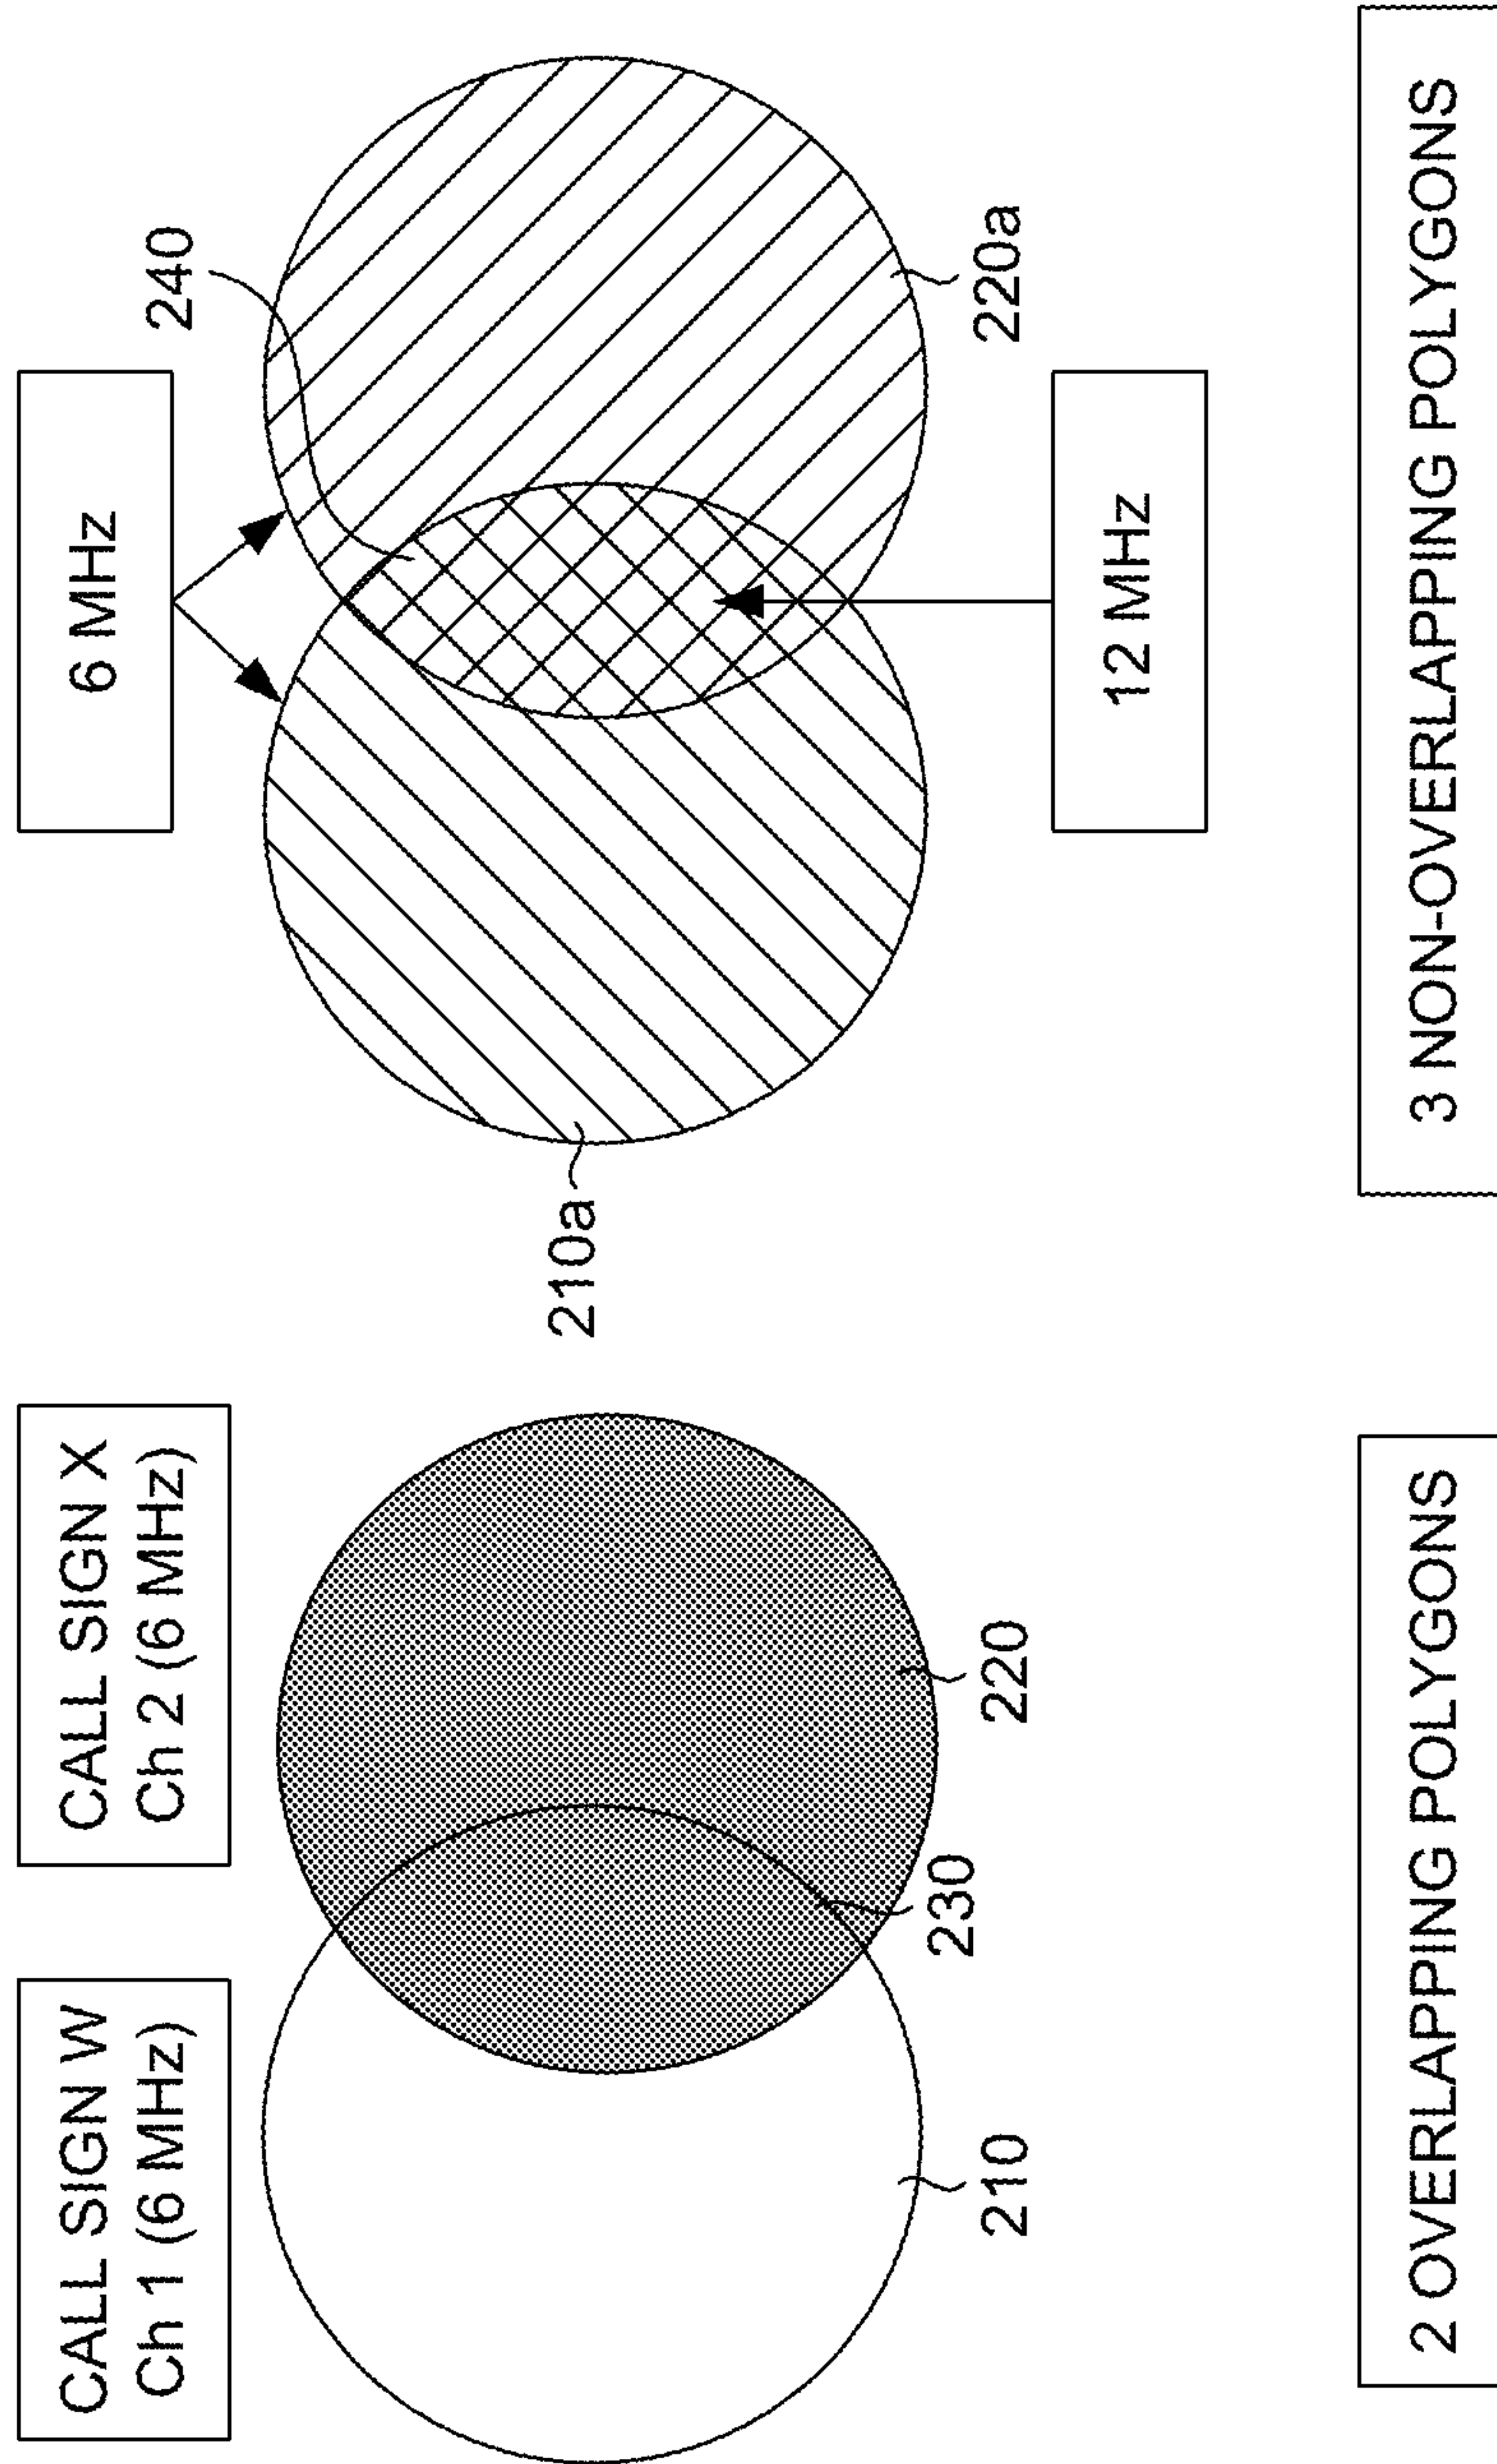 CALL SIGN W
Ch 1 (6 MHz)
CALL SIGN X
Ch 2 (6 MHz)
210
230
220
2 OVERLAPPING POLYGONS
6 MHz
240
210a
220a
12 MHz
3 NON-OVERLAPPING POLYGONS